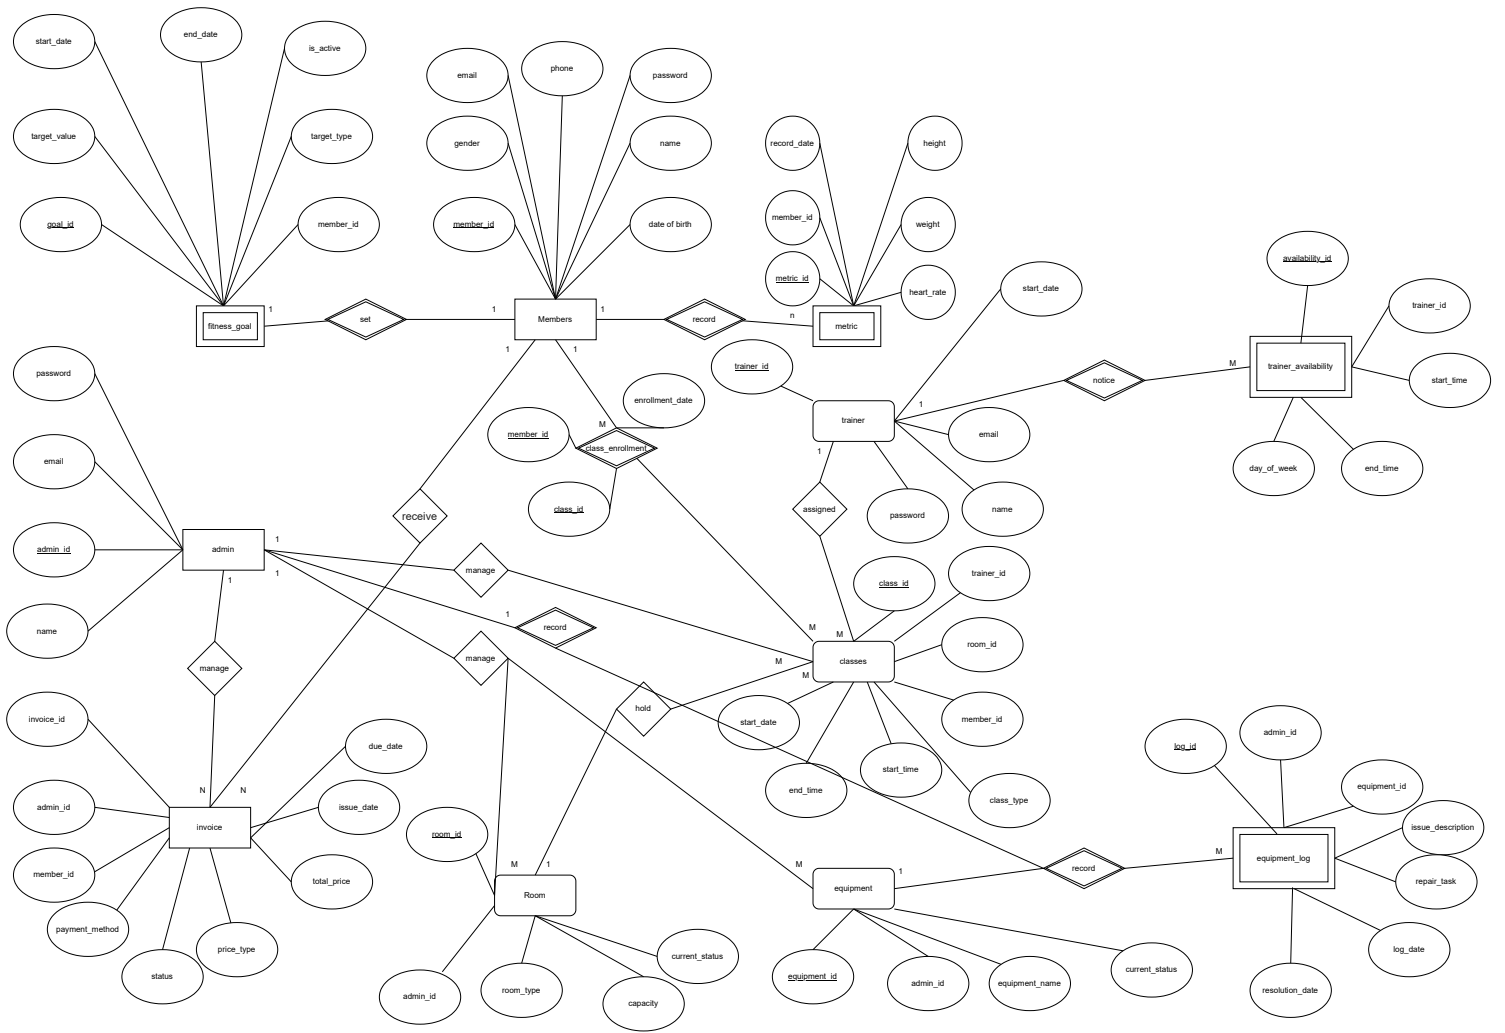 start_date
end_date
is_active
target_value
target_type
goal_id
member_id
fitness_goal
1
set
1
email
phone
password
gender
name
member_id
date of birth
Members
1
1
1
record
n
record_date
height
member_id
weight
metric_id
heart_rate
metric
start_date
trainer_id
trainer
1
1
notice
M
availability_id
trainer_id
trainer_availability
start_time
day_of_week
end_time
email
name
password
assigned
M
enrollment_date
M
member_id
class_enrollment
class_id
M
receive
N
password
email
admin_id
name
admin
1
1
1
manage
manage
M
1
record
manage
M
M
N
hold
M
1
class_id
trainer_id
classes
room_id
member_id
start_date
end_time
start_time
class_type
invoice_id
due_date
admin_id
issue_date
invoice
member_id
total_price
payment_method
price_type
status
room_id
Room
admin_id
room_type
capacity
current_status
equipment
1
equipment_id
admin_id
equipment_name
current_status
record
M
log_id
admin_id
equipment_id
issue_description
equipment_log
repair_task
log_date
resolution_date